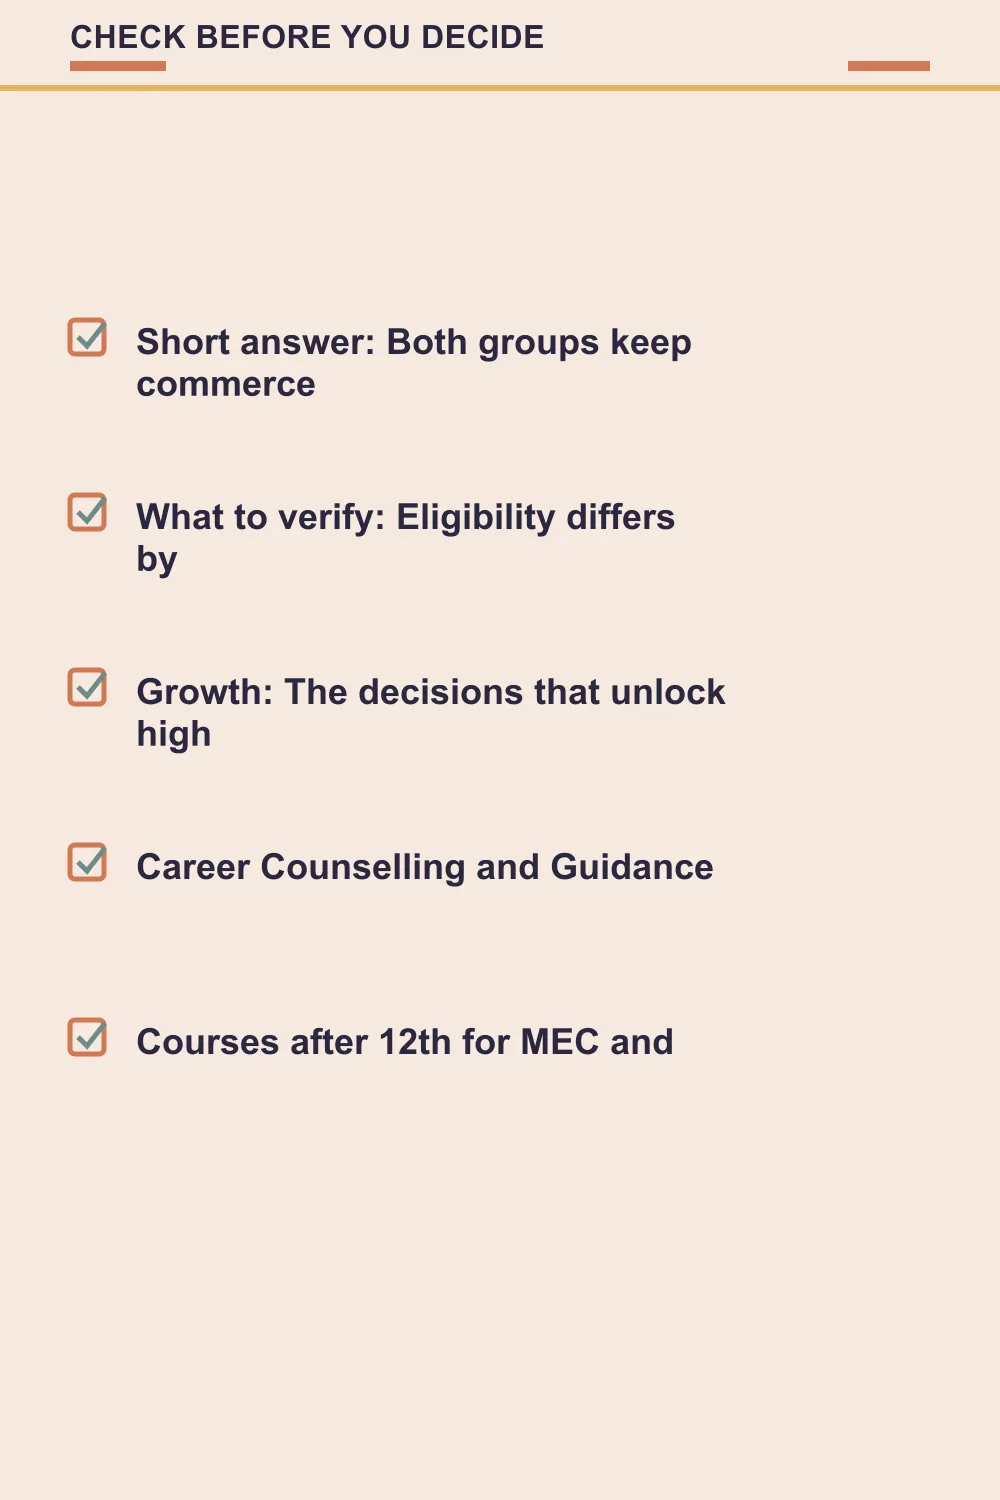 CHECK BEFORE YOU DECIDE
Short answer: Both groups keep
commerce
What to verify: Eligibility differs
by
Growth: The decisions that unlock
high
Career Counselling and Guidance
Courses after 12th for MEC and